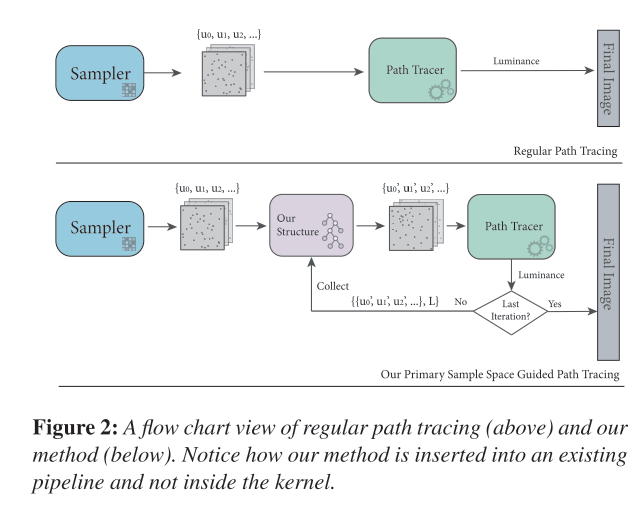 {u0, u1, u2, ...}
Sampler
Path Tracer
Luminance
Final Image
Regular Path Tracing
{u0, u1, u2, ...}
{u0', u1', u2', ...}
Sampler
Our
Structure
Path Tracer
Final Image
Luminance
Collect
{{u0', u1', u2', ...}, L}
No
Last
Iteration?
Yes
Our Primary Sample Space Guided Path Tracing
Figure 2: A flow chart view of regular path tracing (above) and our
method (below). Notice how our method is inserted into an existing
pipeline and not inside the kernel.